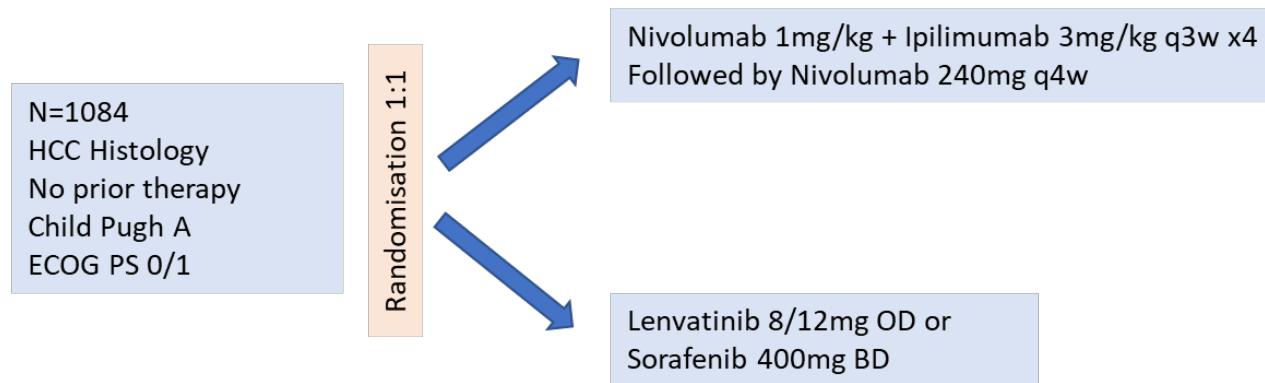 N=1084
HCC Histology
No prior therapy
Child Pugh A
ECOG PS 0/1
Randomisation 1:1
Nivolumab 1mg/kg + Ipilimumab 3mg/kg q3w x4
Followed by Nivolumab 240mg q4w
Lenvatinib 8/12mg OD or
Sorafenib 400mg BD